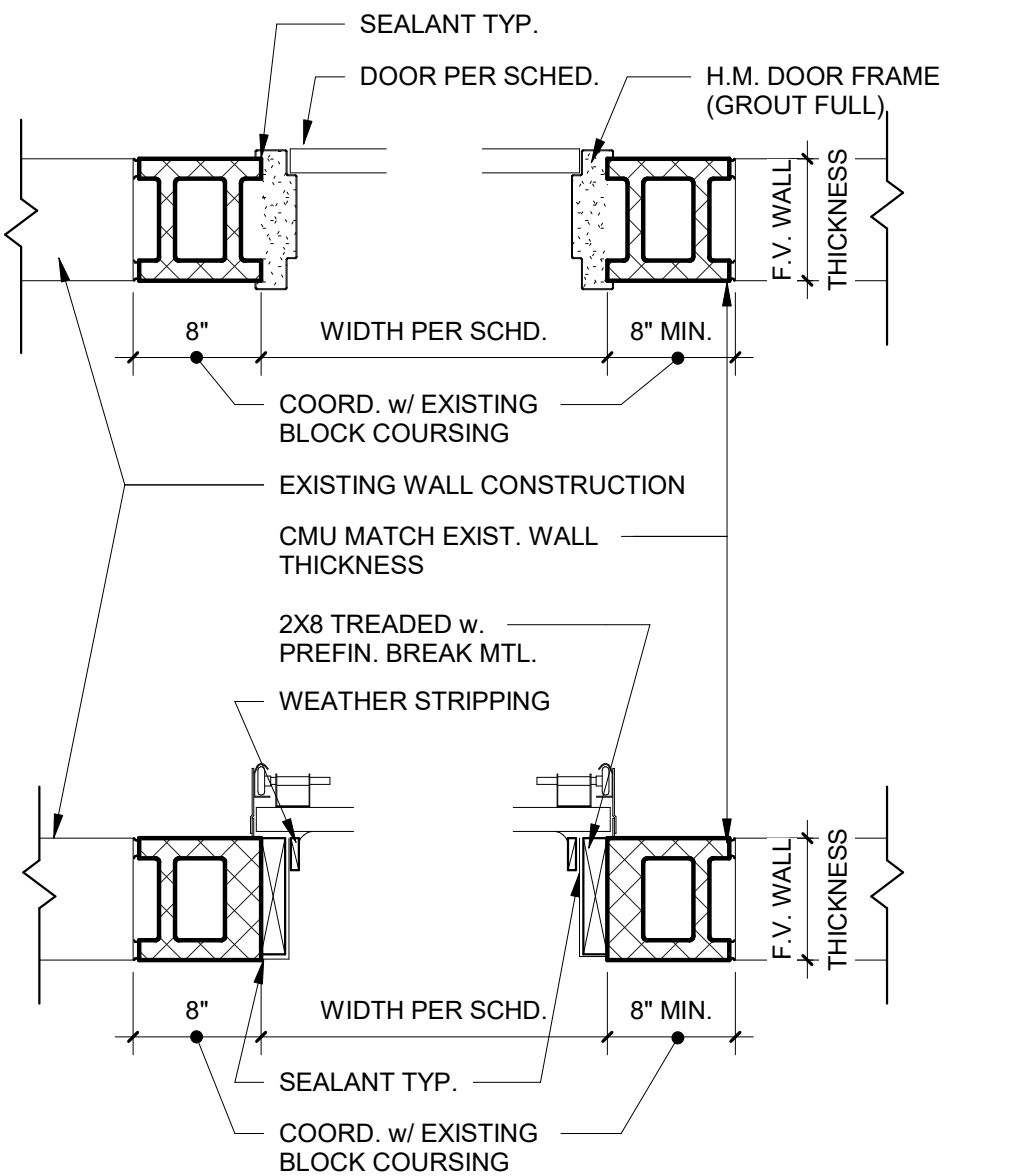 SEALANT TYP.
DOOR PER SCHED.
H.M. DOOR FRAME
(GROUT FULL)
F.V. WALL
THICKNESS
8"
WIDTH PER SCHD.
8" MIN.
COORD. w/ EXISTING
BLOCK COURSING
EXISTING WALL CONSTRUCTION
CMU MATCH EXIST. WALL
THICKNESS
2X8 TREADED w.
PREFIN. BREAK MTL.
WEATHER STRIPPING
F.V. WALL
THICKNESS
8"
WIDTH PER SCHD.
8" MIN.
SEALANT TYP.
COORD. w/ EXISTING
BLOCK COURSING